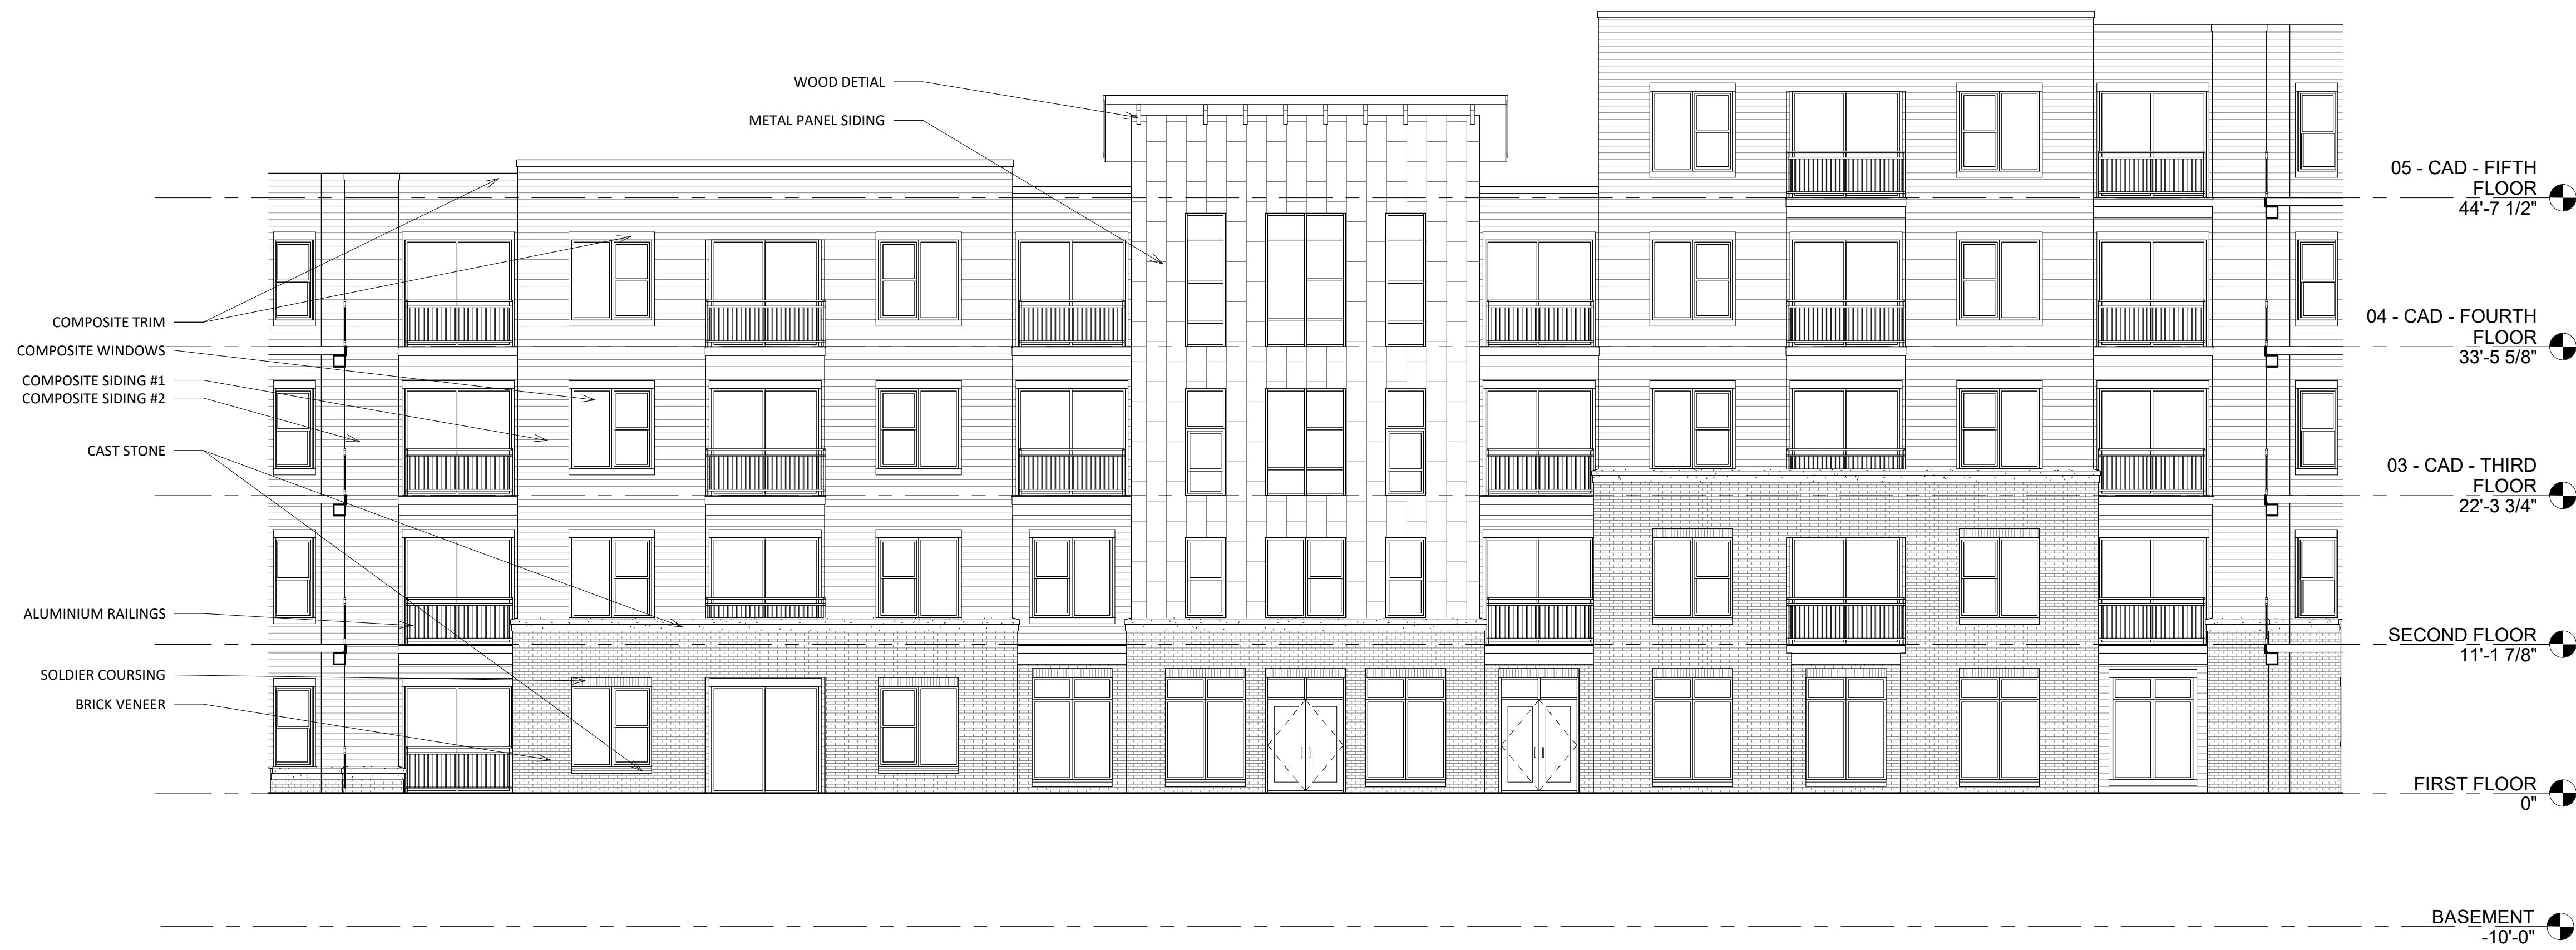 WOOD DETIAL
METAL PANEL SIDING
COMPOSITE TRIM
COMPOSITE WINDOWS
COMPOSITE SIDING #1
COMPOSITE SIDING #2
CAST STONE
ALUMINIUM RAILINGS
SOLDIER COURSING
BRICK VENEER
05 - CAD - FIFTH
FLOOR
44'-7 1/2"
04 - CAD - FOURTH
FLOOR
33'-5 5/8"
03 - CAD - THIRD
FLOOR
22'-3 3/4"
SECOND FLOOR
11'-1 7/8"
FIRST FLOOR
0"
BASEMENT
-10'-0"